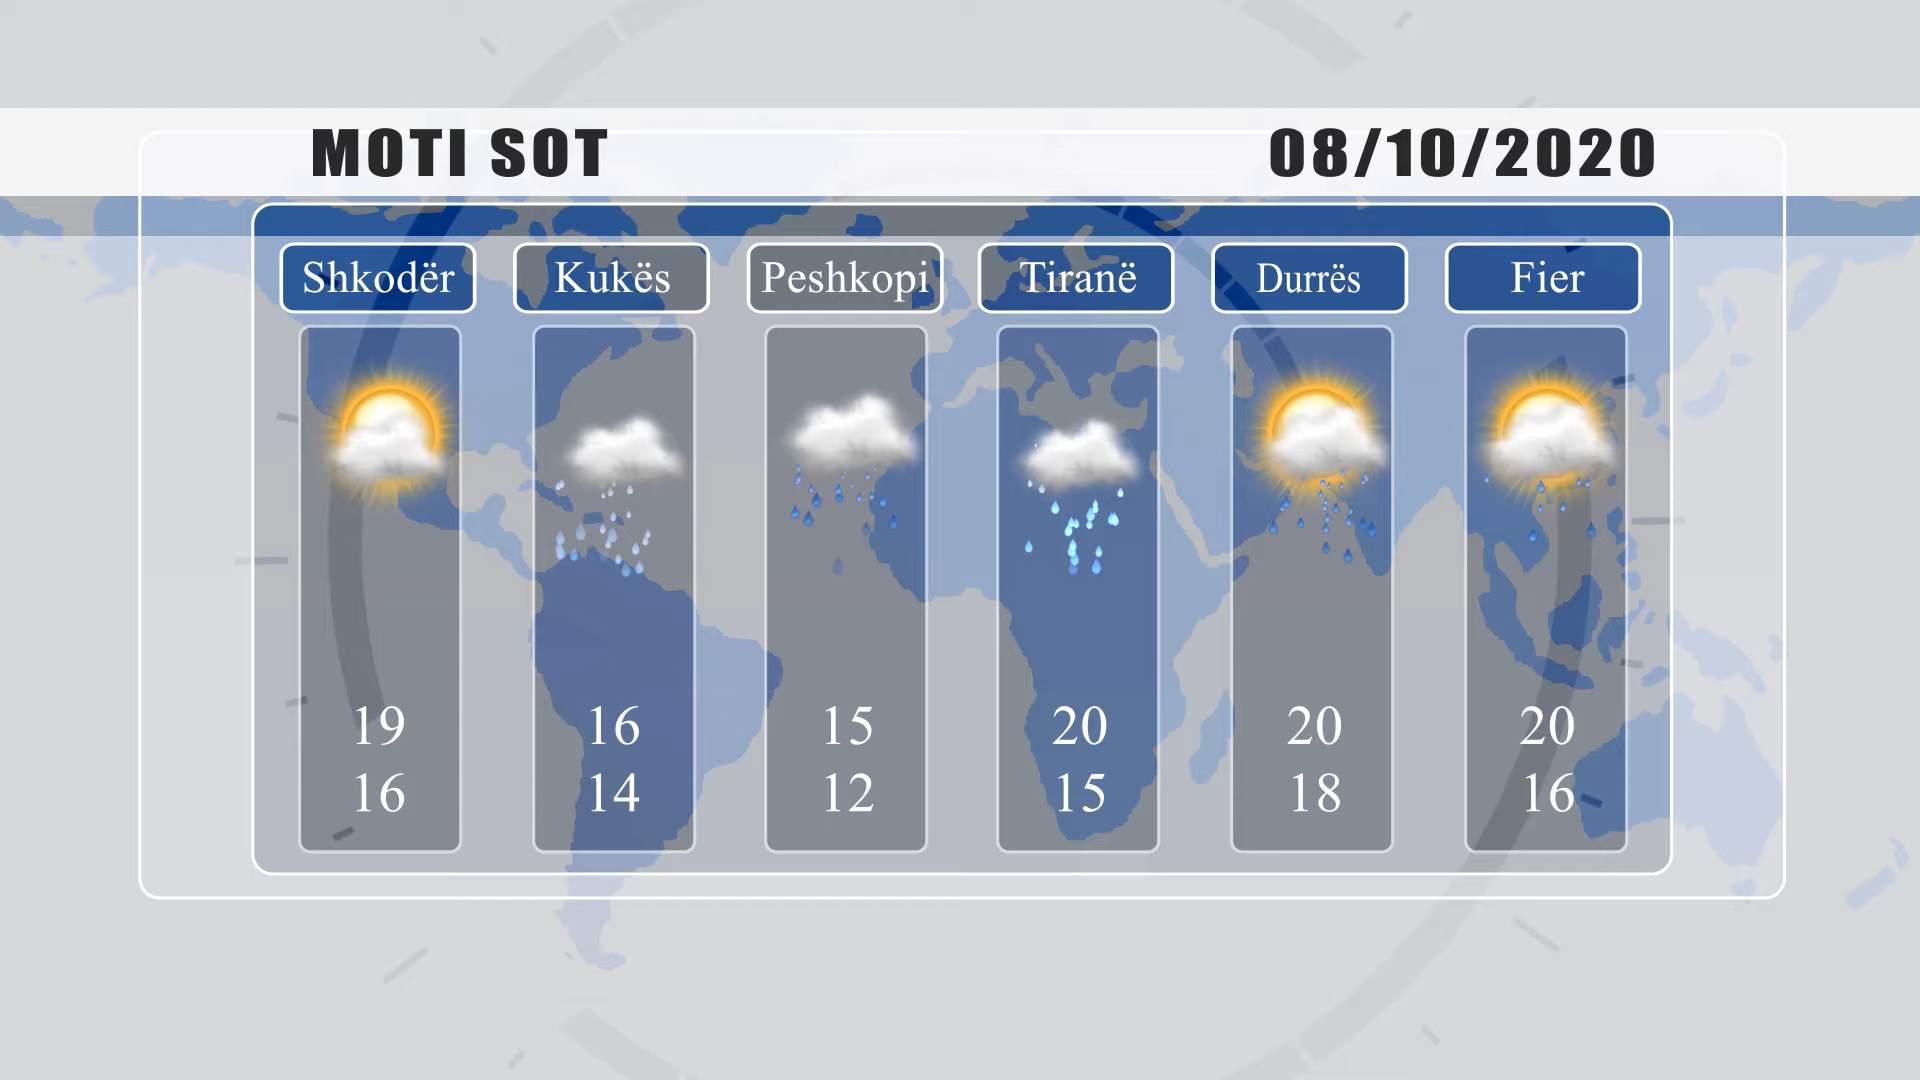 MOTI SOT 08/10/2020
Shkodër Kukës Peshkopi Tiranë Durrës Fier
19 16 15 20 20 20
16 14 12 15 18 16